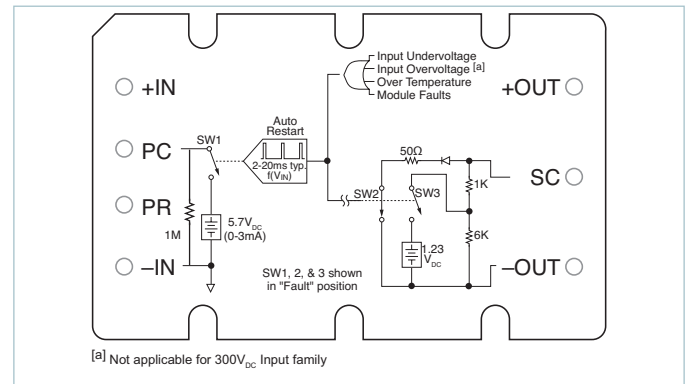 Input Undervoltage
Input Overvoltage [a]
Over Temperature
Module Faults
+IN
+OUT
Auto
Restart
SW1
PC
2-20ms typ.
f(VIN)
50Ω
SC
1K
SW2
SW3
PR
1M
5.7VDC
(0-3mA)
6K
1.23
VDC
–IN
SW1, 2, & 3 shown
in "Fault" position
–OUT
[a] Not applicable for 300VDC Input family